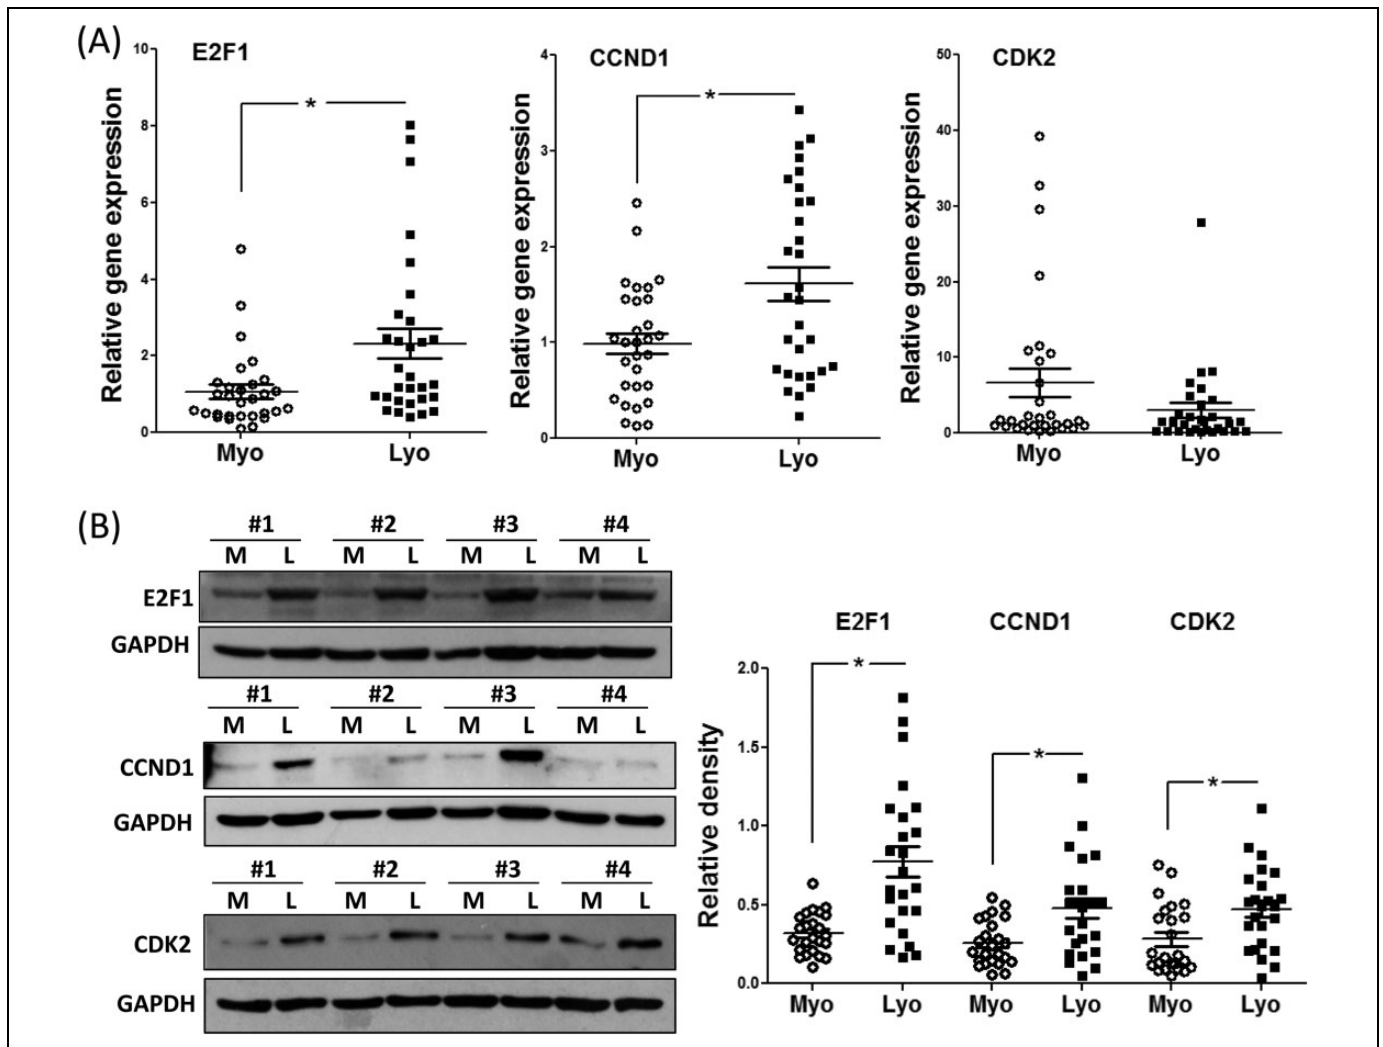 (A)
E2F1
CCND1
CDK2
Relative gene expression
10
8
6
4
2
0
*
Myo Lyo
Relative gene expression
4
3
2
1
0
*
Myo Lyo
Relative gene expression
50
40
30
20
10
0
Myo Lyo
(B)
#1 #2 #3 #4
M L M L M L M L
E2F1
GAPDH
#1 #2 #3 #4
M L M L M L M L
CCND1
GAPDH
#1 #2 #3 #4
M L M L M L M L
CDK2
GAPDH
E2F1 CCND1 CDK2
Relative density
2.0
1.5
1.0
0.5
0.0
* * *
Myo Lyo Myo Lyo Myo Lyo